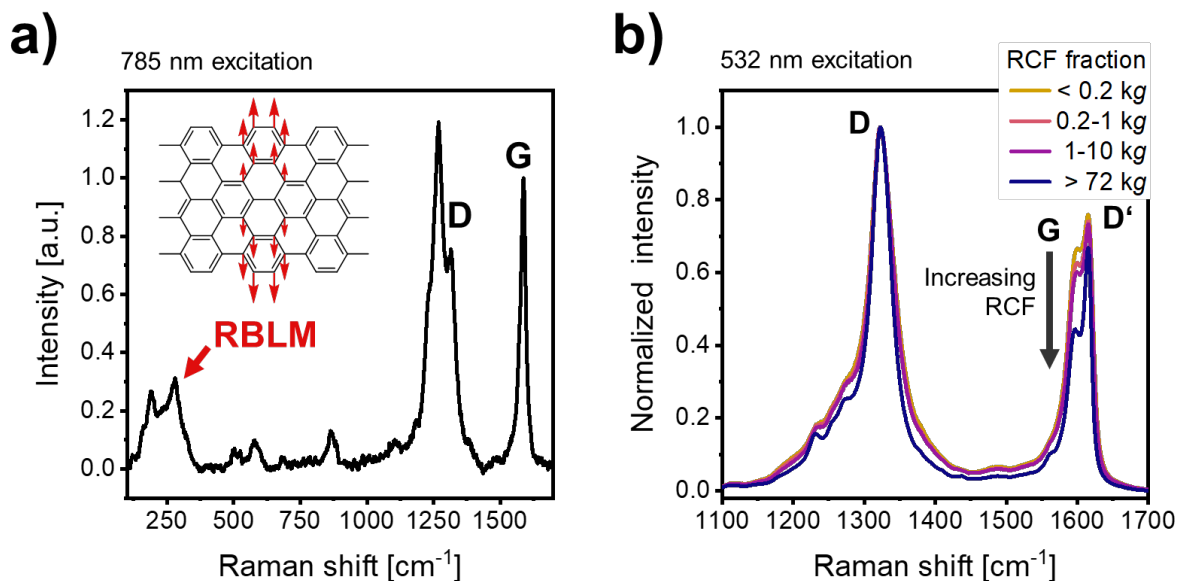 a)
785 nm excitation
Intensity [a.u.]
1.2
1.0
0.8
0.6
0.4
0.2
0.0
D
G
RBLM
250 500 750 1000 1250 1500
Raman shift [cm⁻¹]
b)
532 nm excitation
RCF fraction
< 0.2 kg
0.2-1 kg
1-10 kg
> 72 kg
Normalized intensity
1.0
0.8
0.6
0.4
0.2
0.0
D
G
D‘
Increasing
RCF
1100 1200 1300 1400 1500 1600 1700
Raman shift [cm⁻¹]